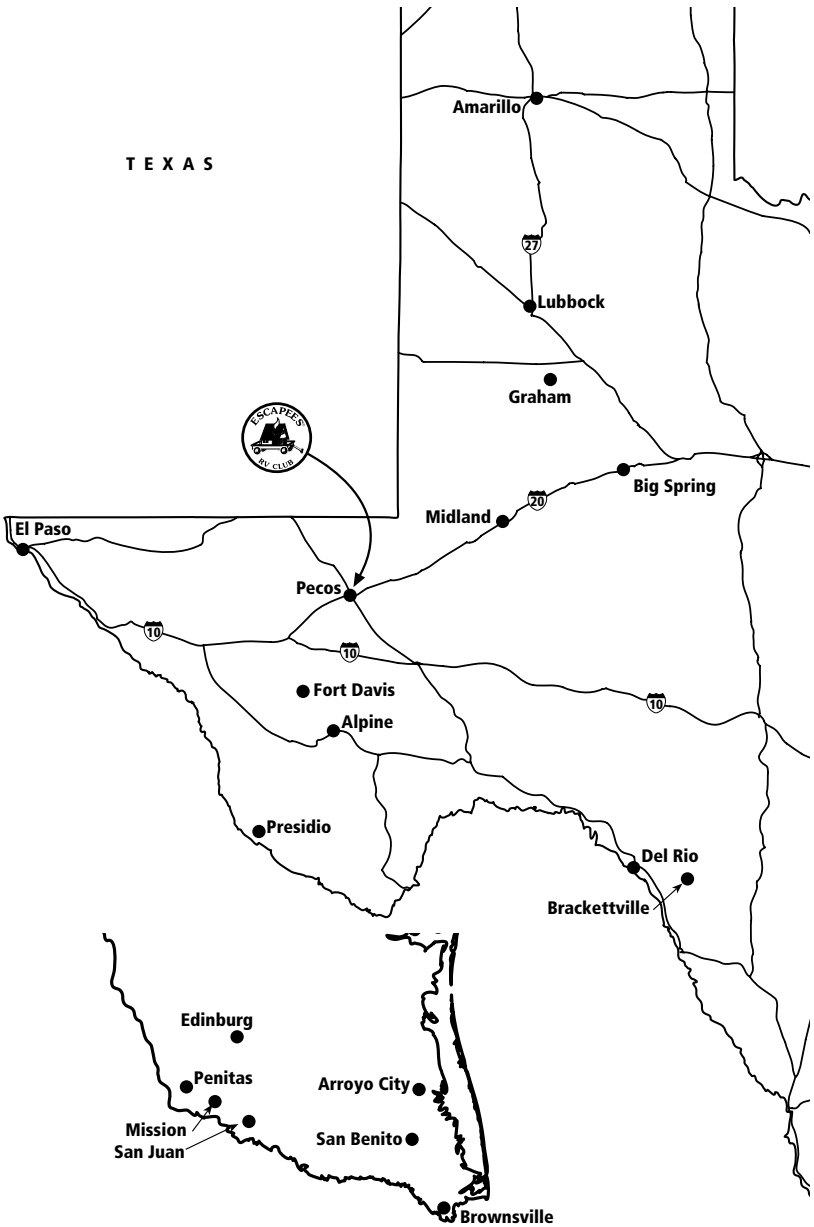 Amarillo
TEXAS
27
Lubbock
Graham
ESCAPEES
RV CLUB
Big Spring
20
Midland
El Paso
Pecos
10
10
Fort Davis
10
Alpine
Presidio
Del Rio
Brackettville
Edinburg
Penitas
Arroyo City
Mission
San Juan
San Benito
Brownsville